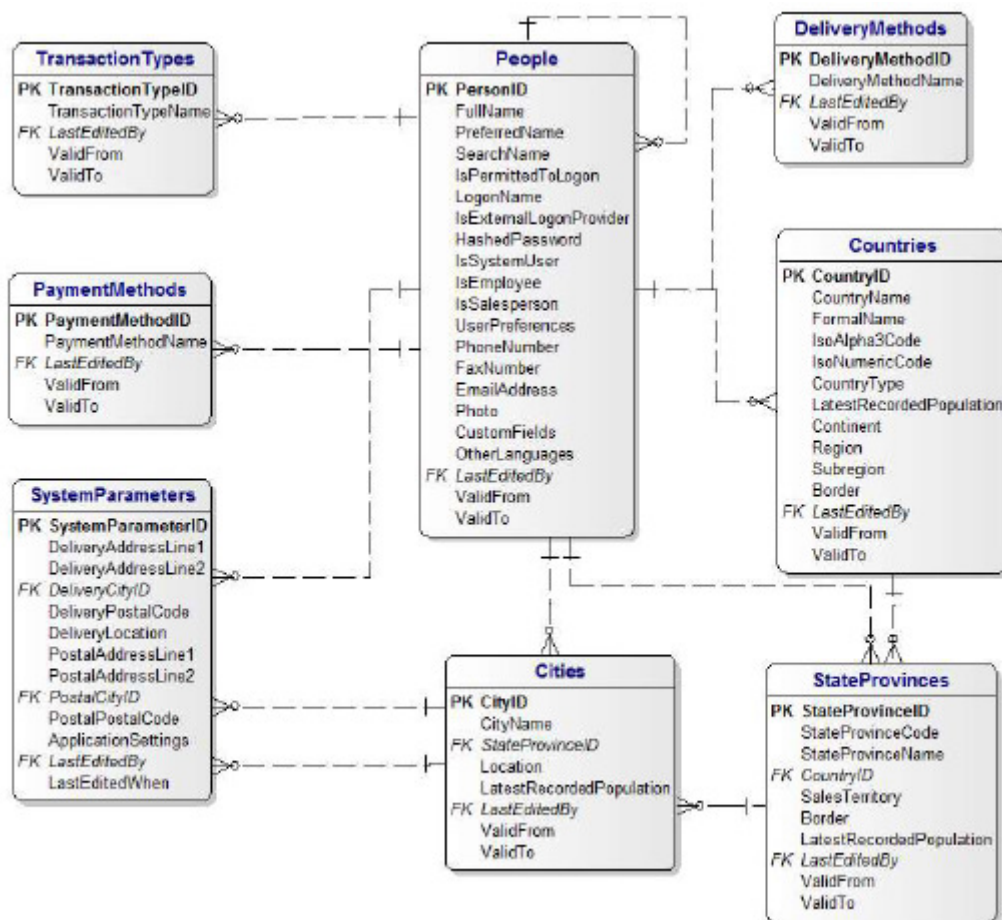 TransactionTypes
PK TransactionTypeID
TransactionTypeName
FK LastEditedBy
ValidFrom
ValidTo
People
PK PersonID
FullName
PreferredName
SearchName
IsPermittedToLogon
LogonName
IsExternalLogonProvider
HashedPassword
IsSystemUser
IsEmployee
IsSalesperson
UserPreferences
PhoneNumber
FaxNumber
EmailAddress
Photo
CustomFields
OtherLanguages
FK LastEditedBy
ValidFrom
ValidTo
DeliveryMethods
PK DeliveryMethodID
DeliveryMethodName
FK LastEditedBy
ValidFrom
ValidTo
PaymentMethods
PK PaymentMethodID
PaymentMethodName
FK LastEditedBy
ValidFrom
ValidTo
Countries
PK CountryID
CountryName
FormalName
IsoAlpha3Code
IsoNumericCode
CountryType
LatestRecordedPopulation
Continent
Region
Subregion
Border
FK LastEditedBy
ValidFrom
ValidTo
SystemParameters
PK SystemParameterID
DeliveryAddressLine1
DeliveryAddressLine2
FK DeliveryCityID
DeliveryPostalCode
DeliveryLocation
PostalAddressLine1
PostalAddressLine2
FK PostalCityID
PostalPostalCode
ApplicationSettings
FK LastEditedBy
LastEditedWhen
Cities
PK CityID
CityName
FK StateProvinceID
Location
LatestRecordedPopulation
FK LastEditedBy
ValidFrom
ValidTo
StateProvinces
PK StateProvinceID
StateProvinceCode
StateProvinceName
FK CountryID
SalesTerritory
Border
LatestRecordedPopulation
FK LastEditedBy
ValidFrom
ValidTo